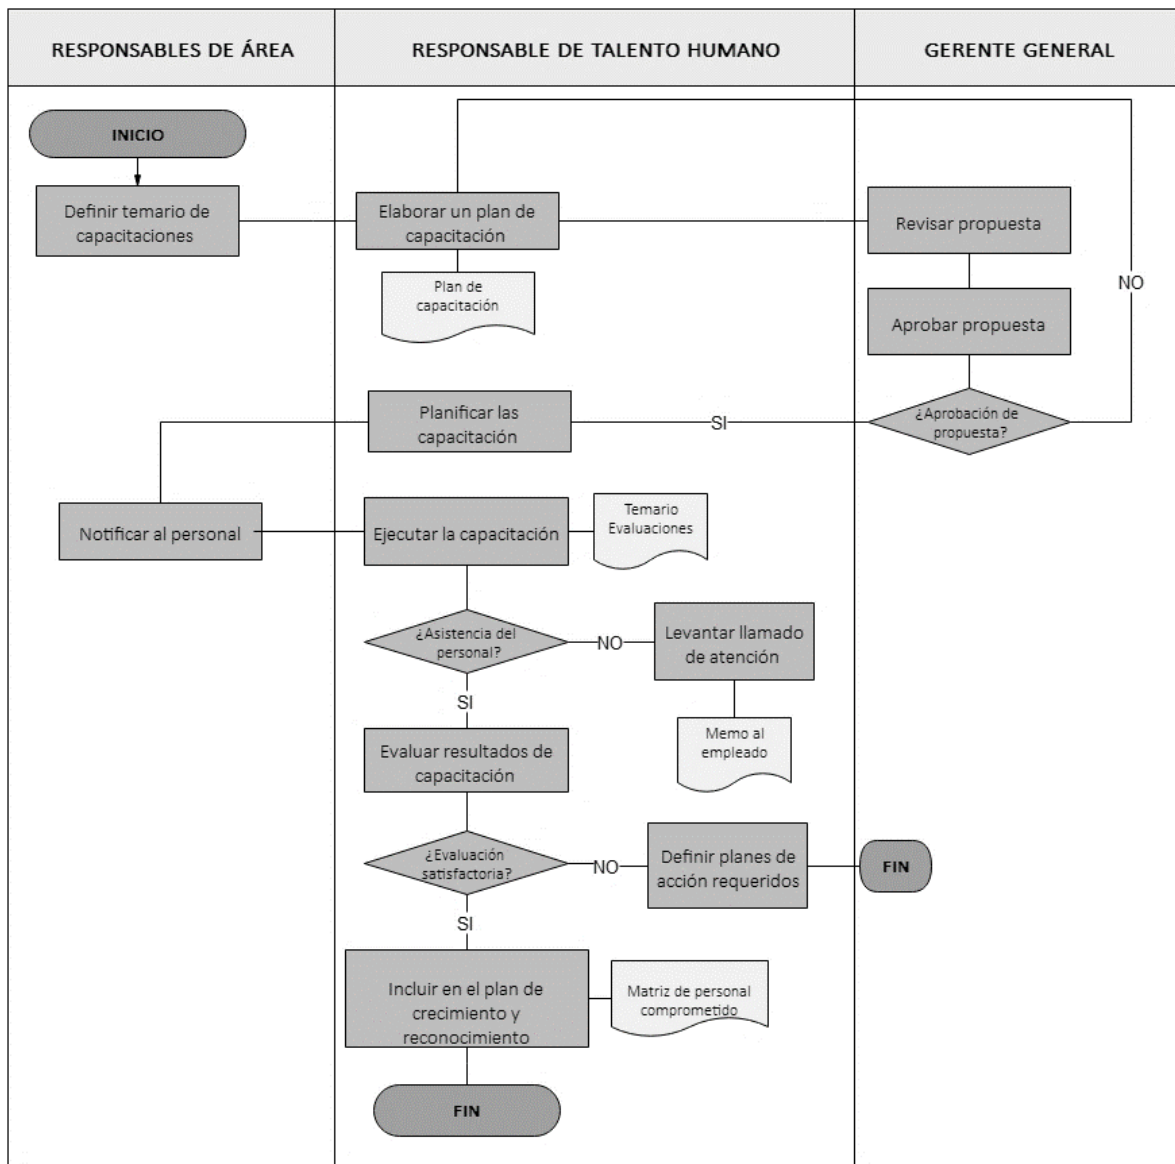 RESPONSABLES DE ÁREA
RESPONSABLE DE TALENTO HUMANO
GERENTE GENERAL
INICIO
Definir temario de
capacitaciones
Elaborar un plan de
capacitación
Plan de
capacitación
Revisar propuesta
NO
Aprobar propuesta
¿Aprobación de
propuesta?
SI
Planificar las
capacitación
Notificar al personal
Ejecutar la capacitación
Temario
Evaluaciones
¿Asistencia del
personal?
NO
Levantar llamado
de atención
SI
Memo al
empleado
Evaluar resultados de
capacitación
¿Evaluación
satisfactoria?
NO
Definir planes de
acción requeridos
FIN
SI
Incluir en el plan de
crecimiento y
reconocimiento
Matriz de personal
comprometido
FIN